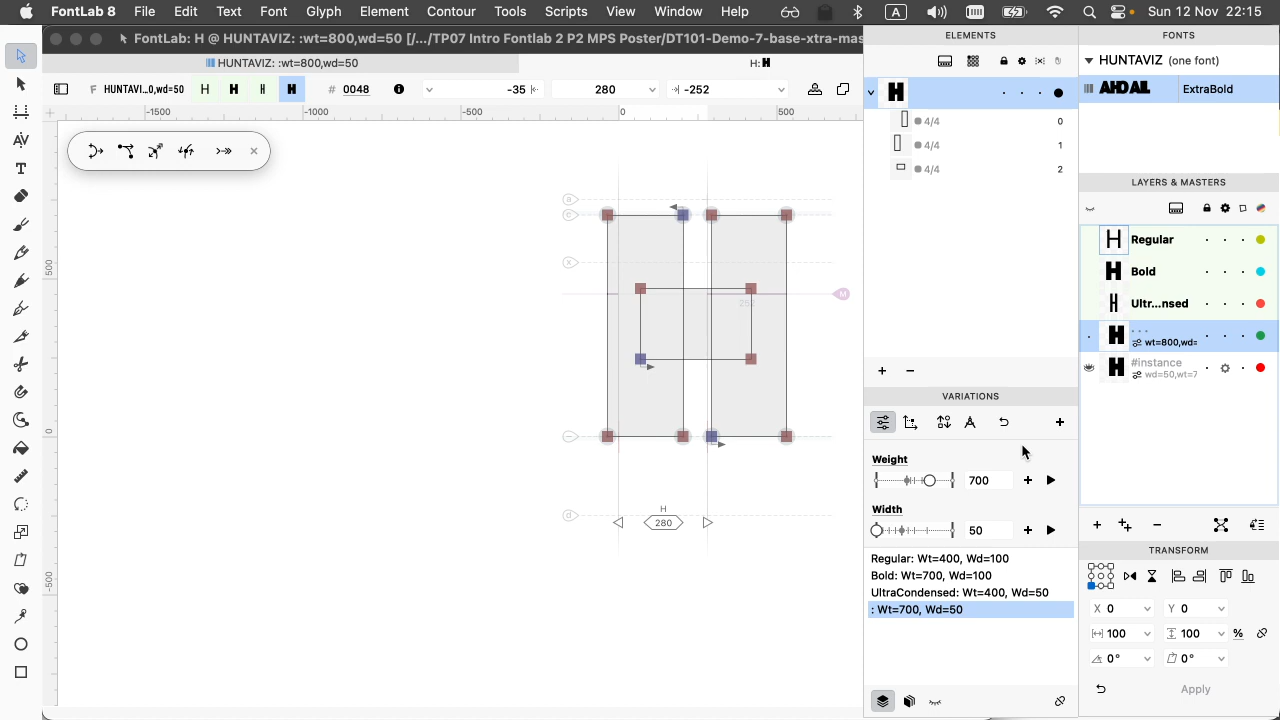 FontLab File Edit Text Font Glyph Element Contour Tools Scripts View Window Help A Sun 12 Nov 22:15
FontLab: H @ HUNTAVIZ: :wt=800,wd=50 [/.../TP07 Intro Fontlab 2 P2 MPS Poster/DT101-Demo-7-base-xtra-mas
HUNTAVIZ: :wt=800,wd=50
H: H
F HUNTAVI...0,wd=50 H H H H # 0048 -35 280 -252
-1500 -1000 -500 0 500
a
c
x
M
d
500
0
-500
H
280
ELEMENTS
H
4/4 0
4/4 1
4/4 2
VARIATIONS
Weight
700
Width
50
Regular: Wt=400, Wd=100
Bold: Wt=700, Wd=100
UltraCondensed: Wt=400, Wd=50
: Wt=700, Wd=50
FONTS
HUNTAVIZ (one font)
ExtraBold
LAYERS & MASTERS
H Regular
H Bold
H Ultr...nsed
H wt=800,wd=
H #instance
wd=50,wt=7
TRANSFORM
X 0 Y 0
100 100 %
0° 0°
Apply